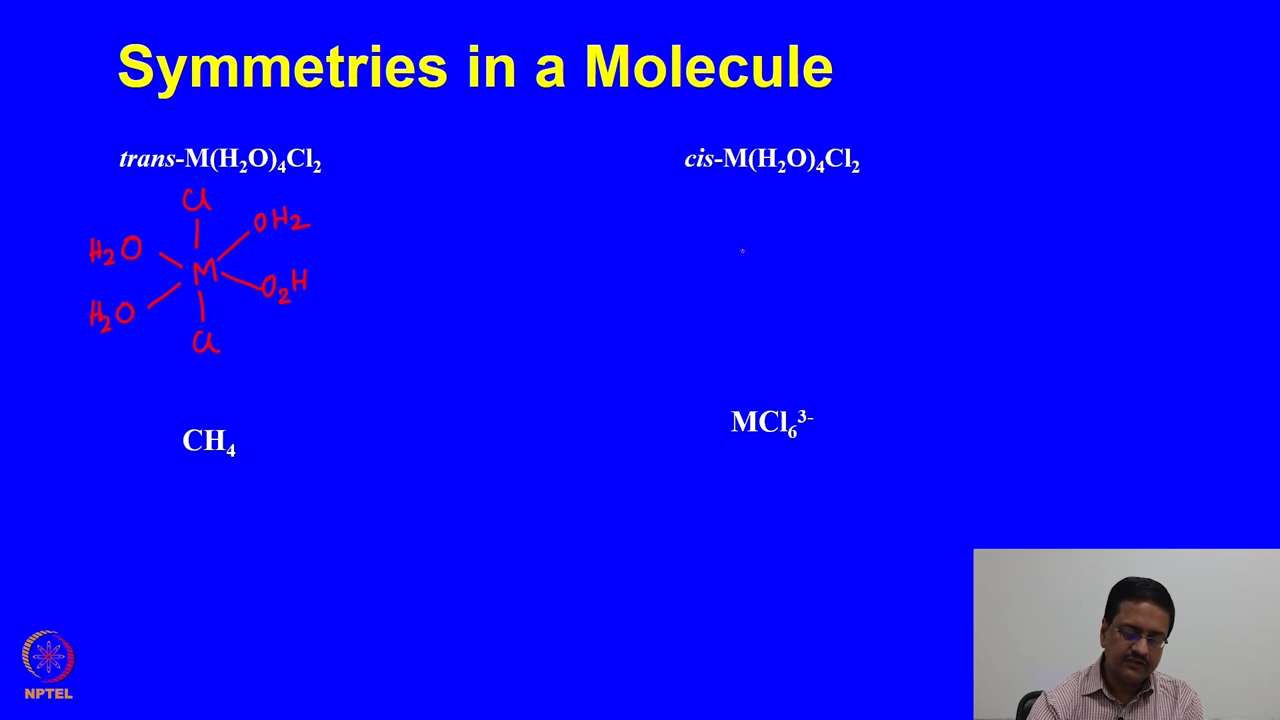 Symmetries in a Molecule
trans-M(H₂O)₄Cl₂
cis-M(H₂O)₄Cl₂
Cl
OH₂
H₂O
M
O₂H
H₂O
Cl
MCl₆³⁻
CH₄
NPTEL